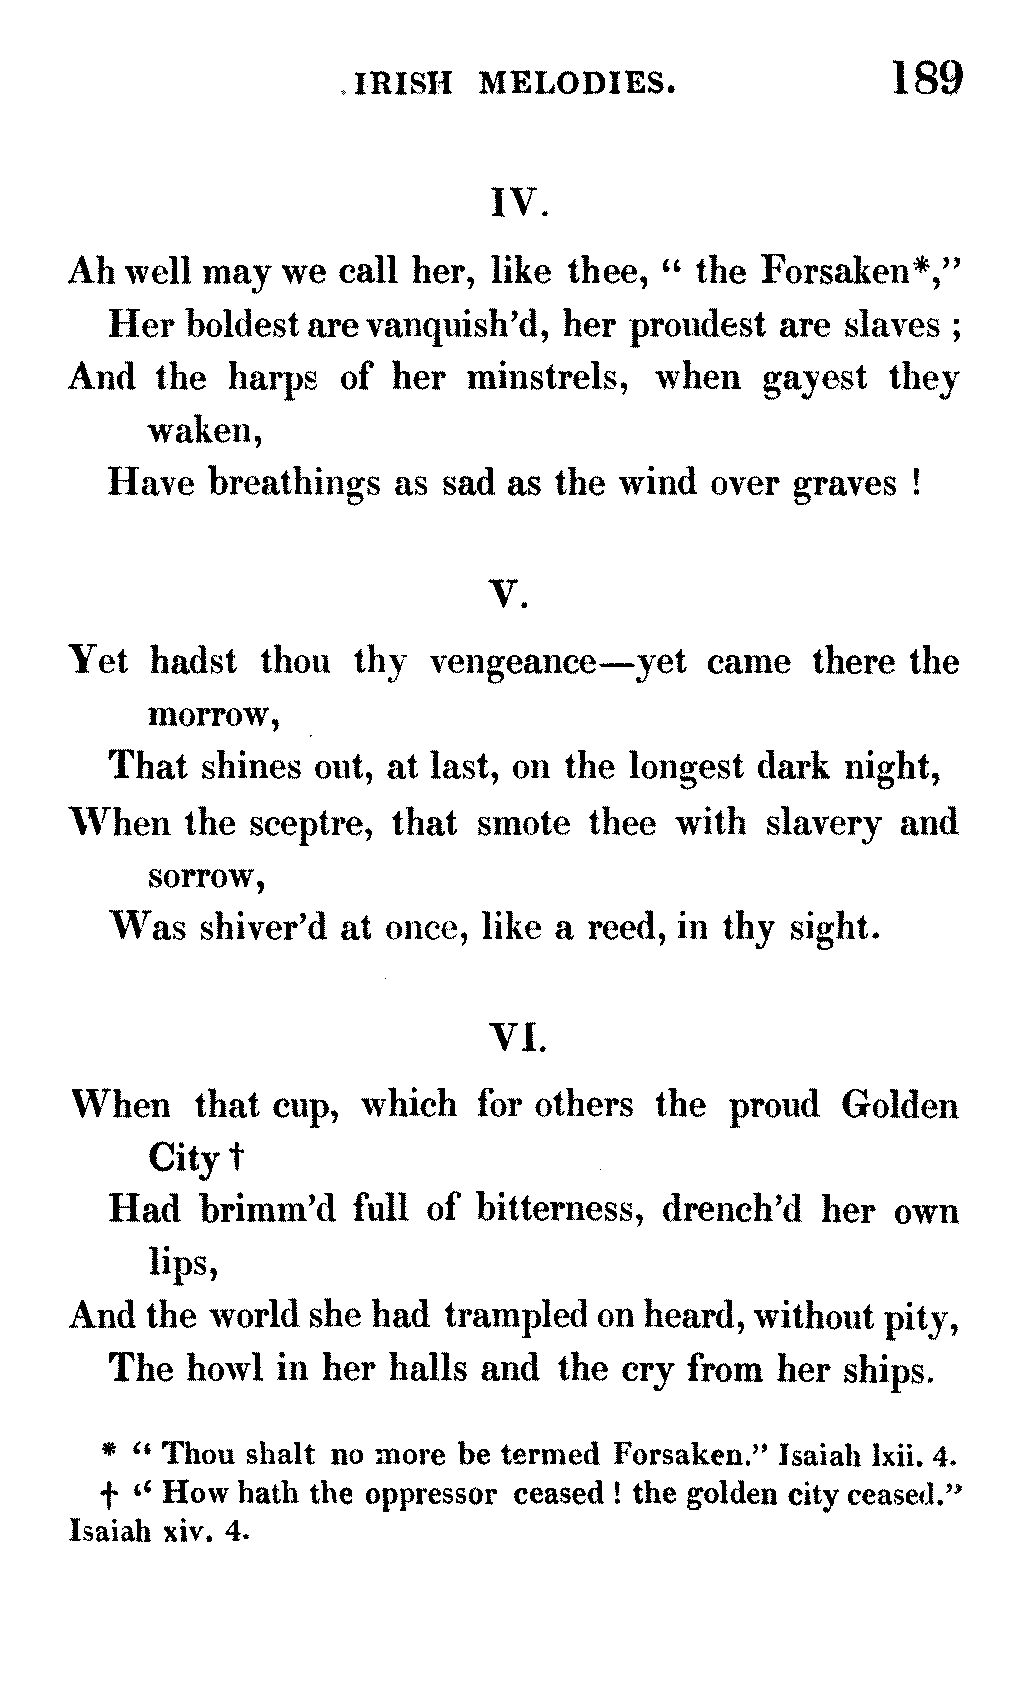 IRISH MELODIES. 189
IV.
Ah well may we call her, like thee, “ the Forsaken*,”
Her boldest are vanquish’d, her proudest are slaves ;
And the harps of her minstrels, when gayest they
waken,
Have breathings as sad as the wind over graves !
V.
Yet hadst thou thy vengeance—yet came there the
morrow,
That shines out, at last, on the longest dark night,
When the sceptre, that smote thee with slavery and
sorrow,
Was shiver’d at once, like a reed, in thy sight.
VI.
When that cup, which for others the proud Golden
City †
Had brimm’d full of bitterness, drench’d her own
lips,
And the world she had trampled on heard, without pity,
The howl in her halls and the cry from her ships.
* “ Thou shalt no more be termed Forsaken.” Isaiah lxii. 4.
† “ How hath the oppressor ceased ! the golden city ceased.”
Isaiah xiv. 4.